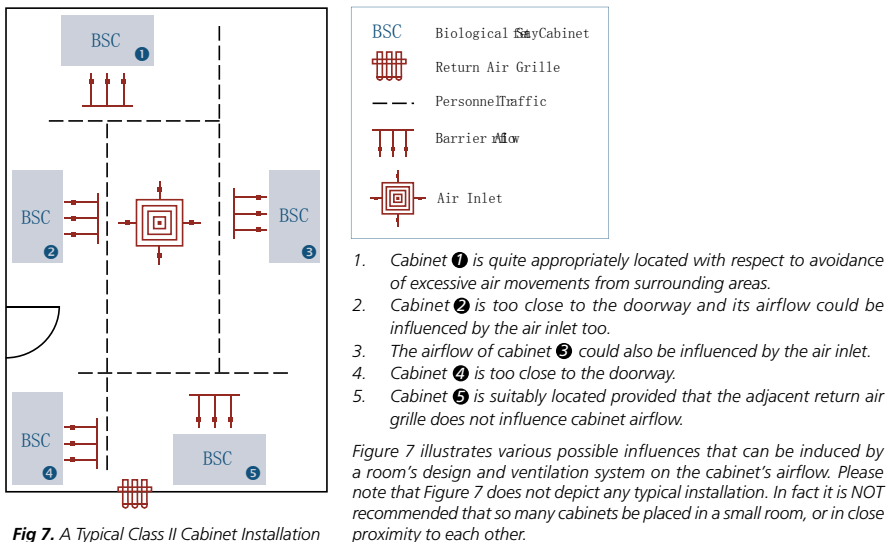 BSC
❶
BSC
❷
BSC
❸
BSC
❹
BSC
❺
Fig 7. A Typical Class II Cabinet Installation
BSC Biological Cabinet
Return Air Grille
Personnel Traffic
Barrier
Air Inlet
1. Cabinet ❶ is quite appropriately located with respect to avoidance
of excessive air movements from surrounding areas.
2. Cabinet ❷ is too close to the doorway and its airflow could be
influenced by the air inlet too.
3. The airflow of cabinet ❸ could also be influenced by the air inlet.
4. Cabinet ❹ is too close to the doorway.
5. Cabinet ❺ is suitably located provided that the adjacent return air
grille does not influence cabinet airflow.
Figure 7 illustrates various possible influences that can be induced by
a room's design and ventilation system on the cabinet's airflow. Please
note that Figure 7 does not depict any typical installation. In fact it is NOT
recommended that so many cabinets be placed in a small room, or in close
proximity to each other.